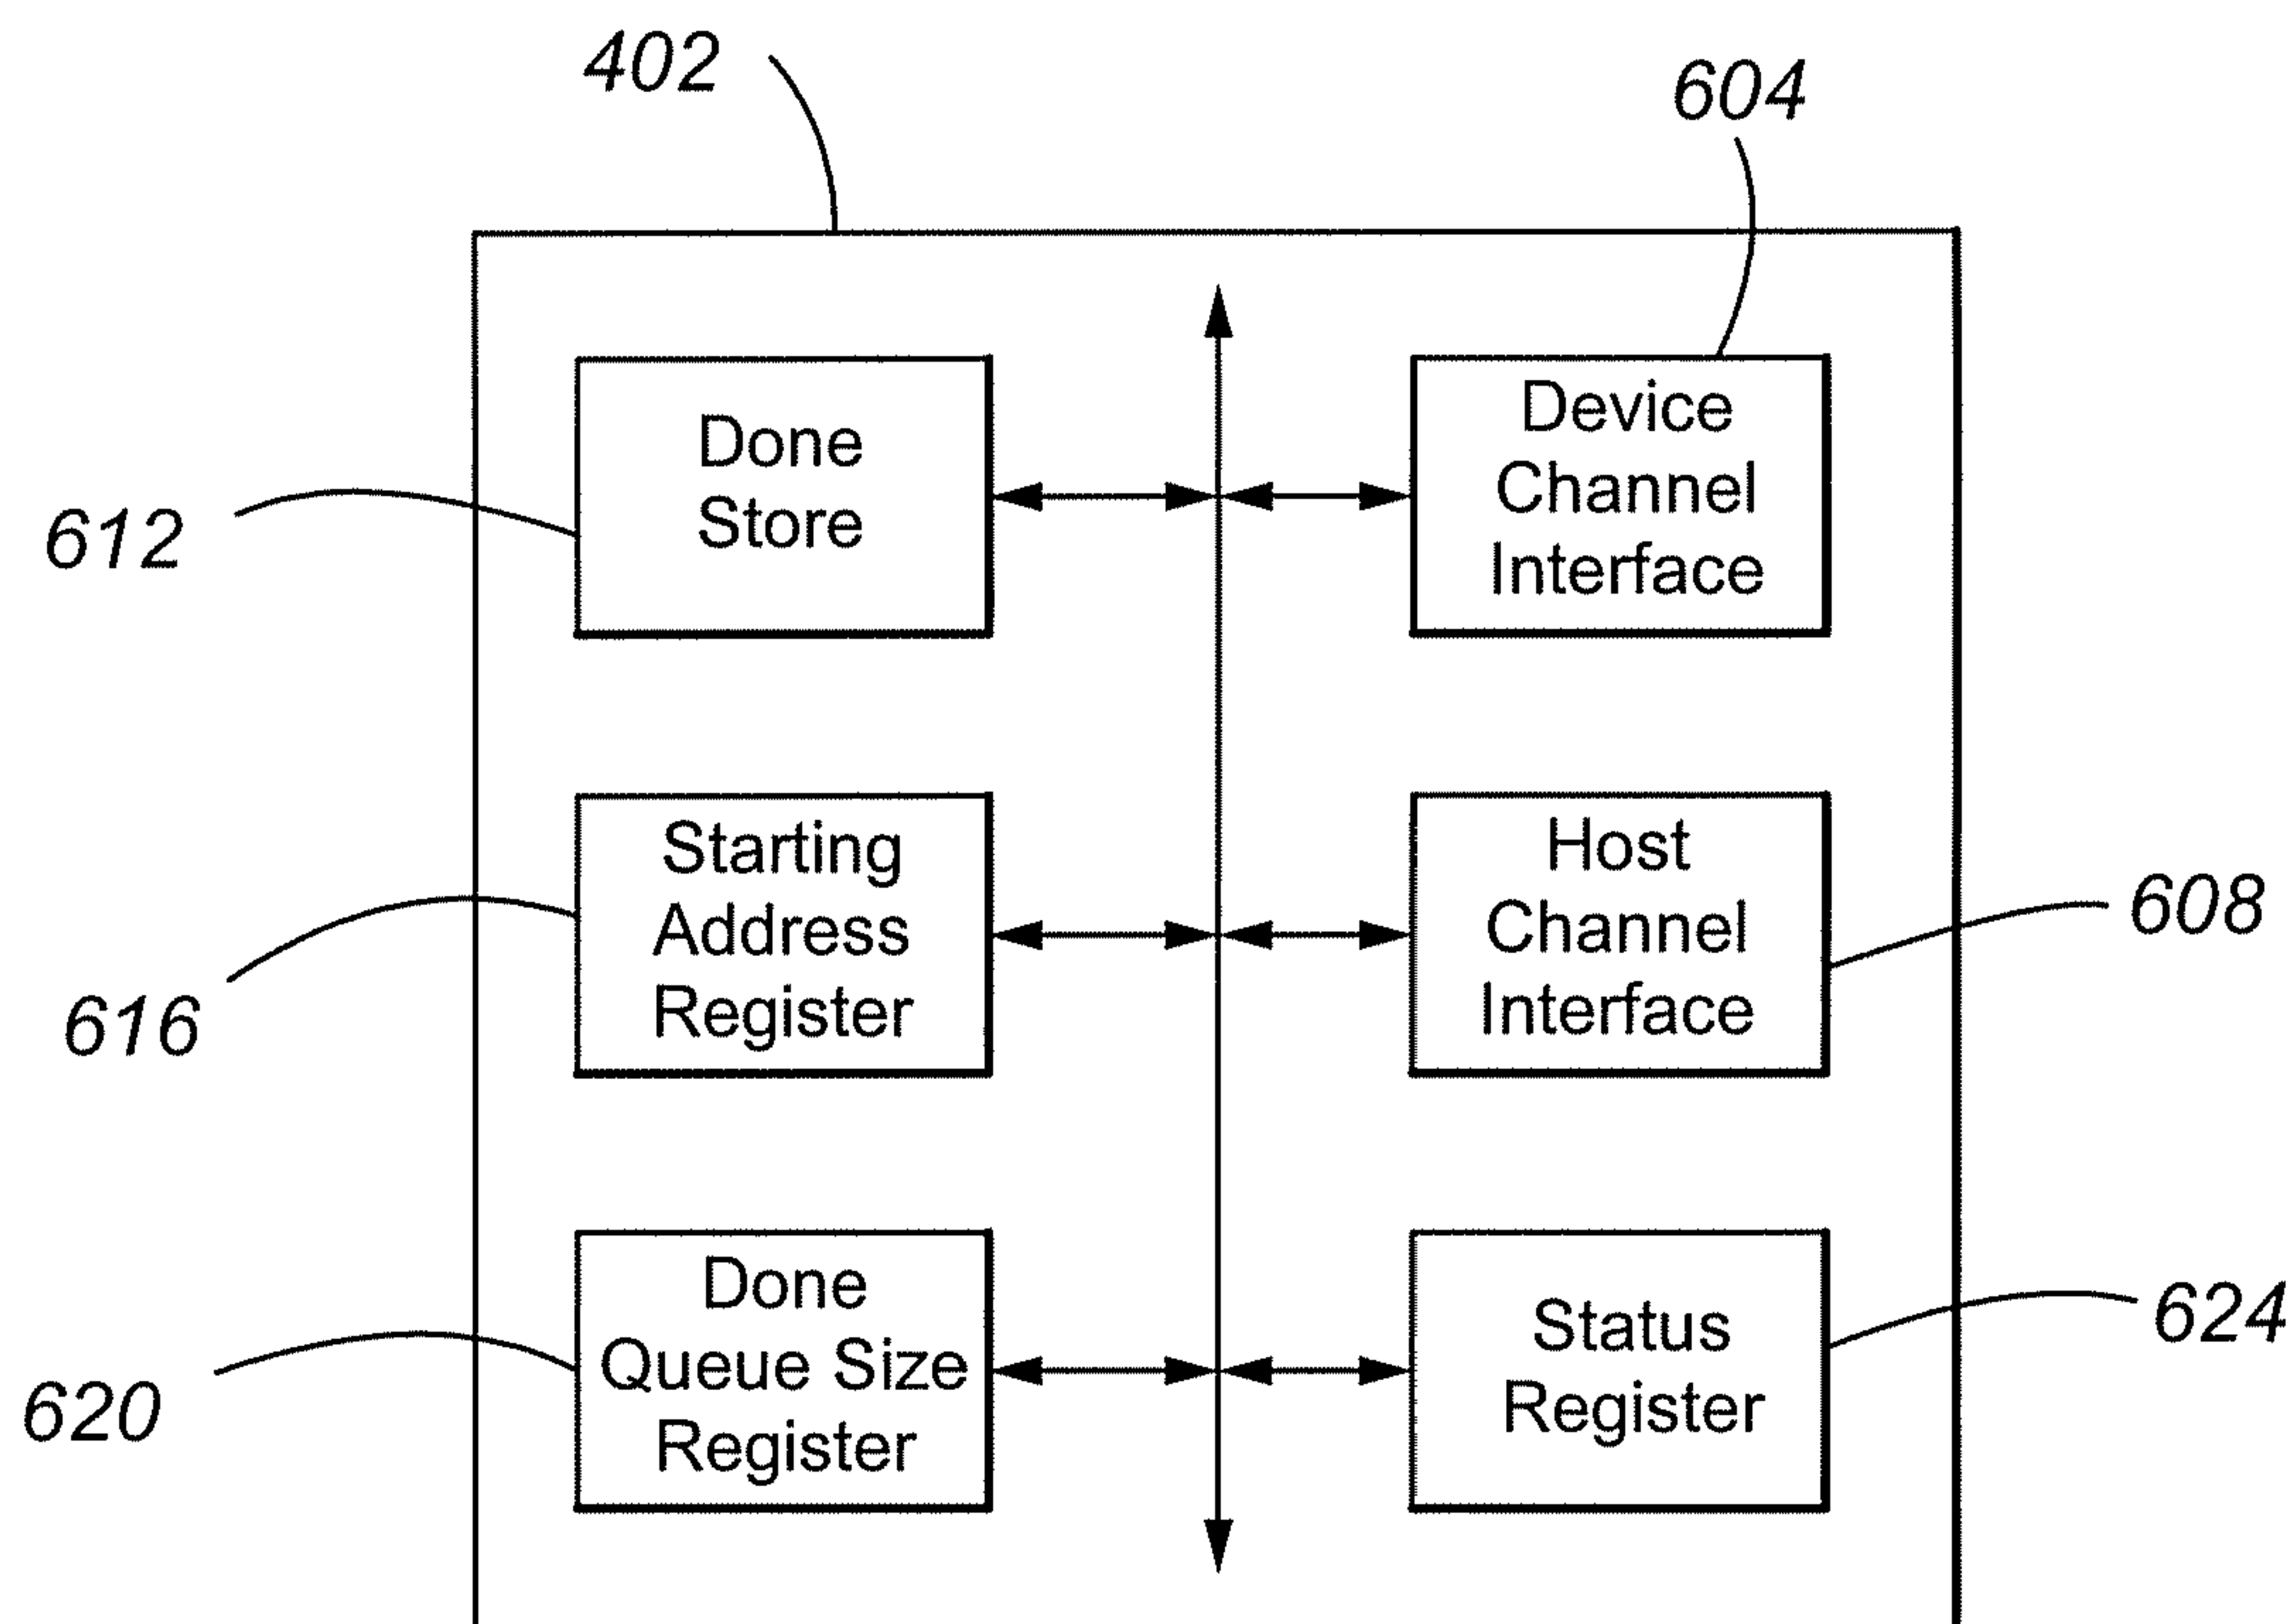 402
604
Done
Store
Device
Channel
Interface
612
Starting
Address
Register
Host
Channel
Interface
608
616
Done
Queue Size
Register
Status
Register
624
620